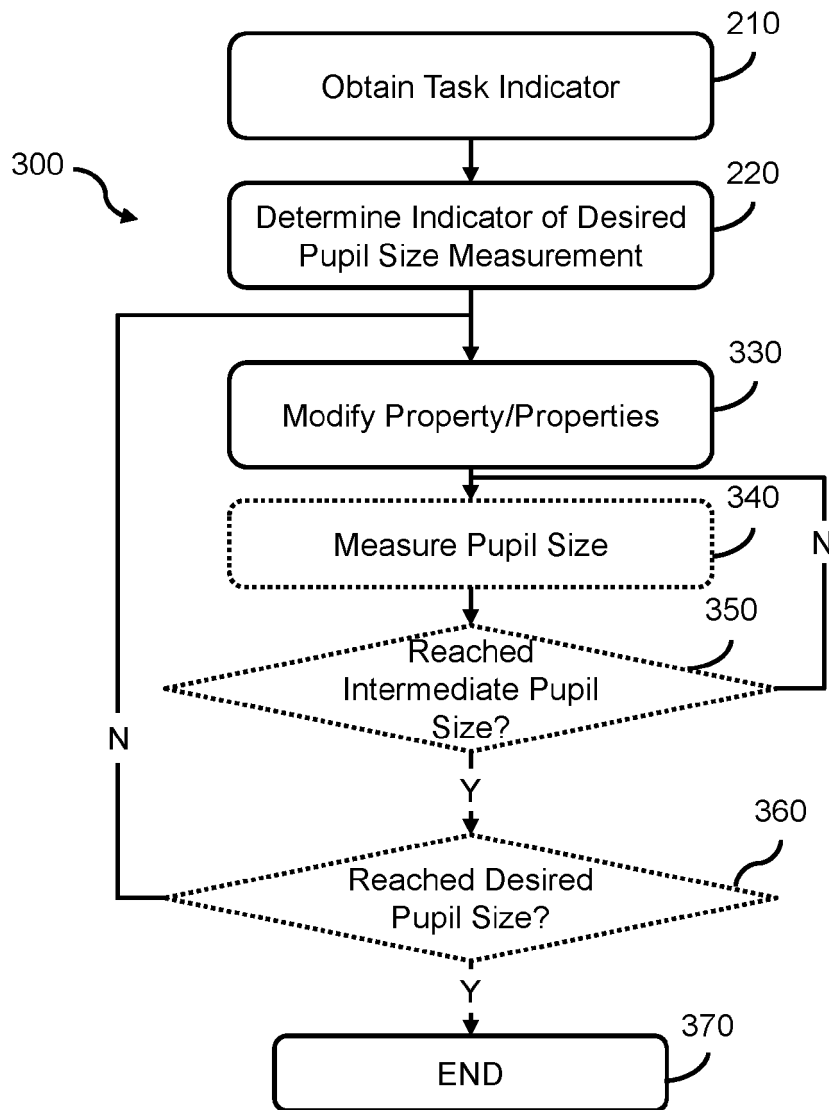 210
Obtain Task Indicator
300
220
Determine Indicator of Desired
Pupil Size Measurement
330
Modify Property/Properties
340
Measure Pupil Size
N
350
Reached
Intermediate Pupil
Size?
N
Y
360
Reached Desired
Pupil Size?
Y
370
END